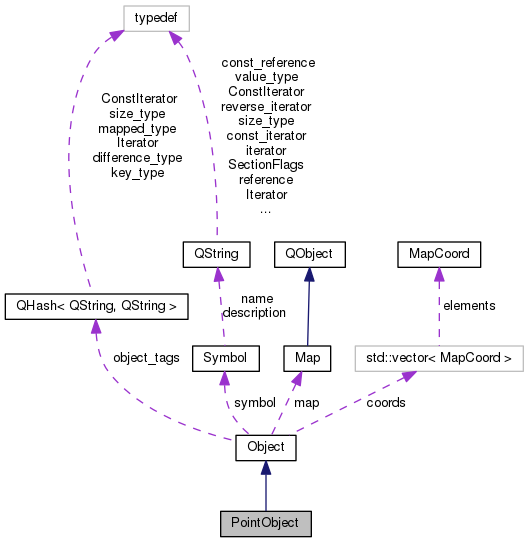 typedef
const_reference
value_type
ConstIterator
reverse_iterator
size_type
const_iterator
iterator
SectionFlags
reference
Iterator
...
ConstIterator
size_type
mapped_type
Iterator
difference_type
key_type
QString
QObject
MapCoord
QHash< QString, QString >
name
description
elements
Symbol
Map
std::vector< MapCoord >
object_tags
symbol
map
coords
Object
PointObject